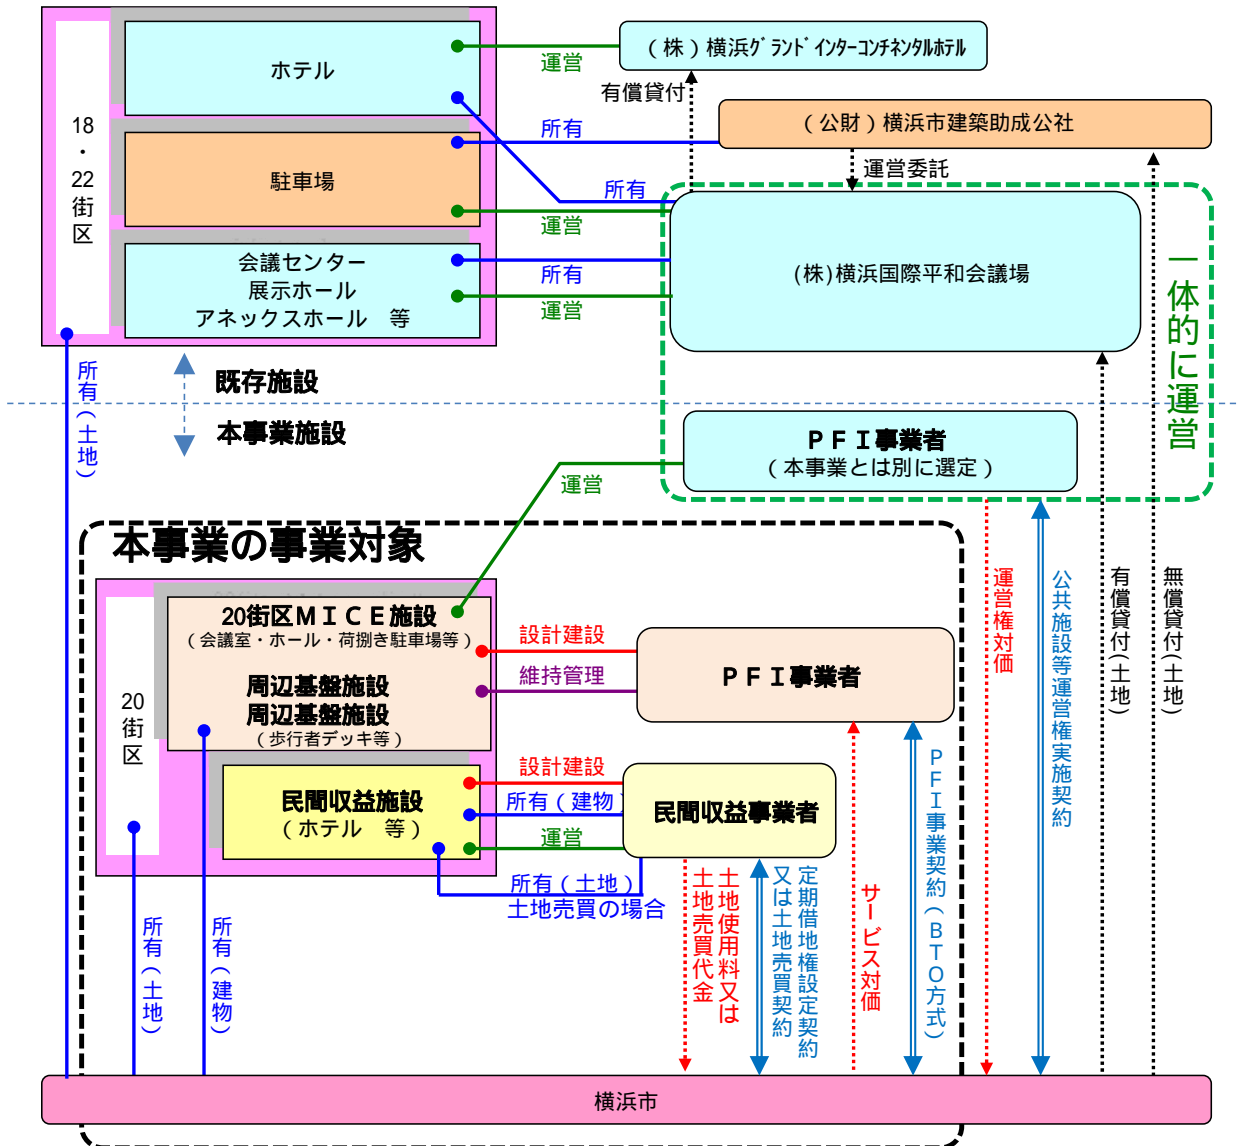 ホテル
18
・
22
街
区
駐車場
会議センター
展示ホール
アネックスホール　等
運営
有償貸付
所有
所有
運営
所有
運営
（株）横浜ｸﾞﾗﾝﾄﾞｲﾝﾀｰｺﾝﾁﾈﾝﾀﾙﾎﾃﾙ
（公財）横浜市建築助成公社
運営委託
(株)横浜国際平和会議場
一体的に運営
所有（土地）
既存施設
本事業施設
ＰＦＩ事業者
（本事業とは別に選定）
運営
本事業の事業対象
20街区ＭＩＣＥ施設
（会議室・ホール・荷捌き駐車場等）
周辺基盤施設
周辺基盤施設
（歩行者デッキ等）
20
街
区
設計建設
維持管理
ＰＦＩ事業者
民間収益施設
（ホテル　等）
設計建設
所有（建物）
運営
所有（土地）
土地売買の場合
民間収益事業者
所有（土地）
所有（建物）
土地使用料又は
土地売買代金
定期借地権設定契約
又は土地売買契約
サービス対価
ＰＦＩ事業契約（ＢＴＯ方式）
運営権対価
公共施設等運営権実施契約
有償貸付(土地)
無償貸付(土地)
横浜市